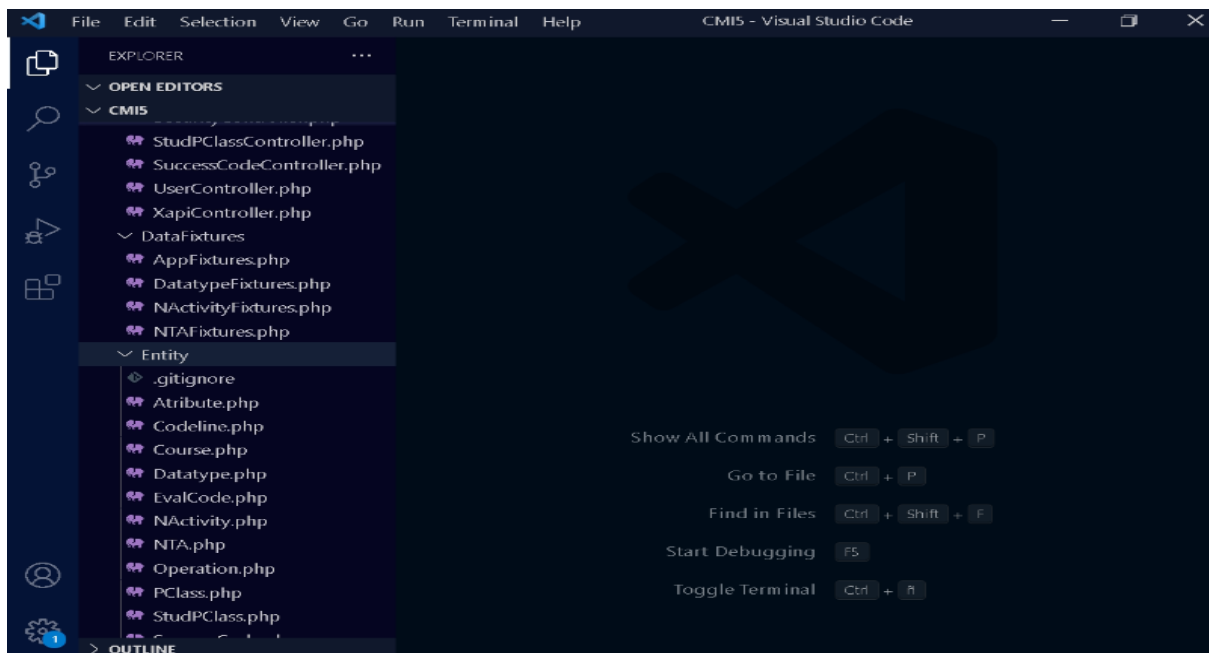 File Edit Selection View Go Run Terminal Help CMI5 - Visual Studio Code
EXPLORER
OPEN EDITORS
CMI5
StudPClassController.php
SuccessCodeController.php
UserController.php
XapiController.php
DataFixtures
AppFixtures.php
DatatypeFixtures.php
NActivityFixtures.php
NTAFixtures.php
Entity
.gitignore
Atribute.php
Codeline.php
Course.php
Datatype.php
EvalCode.php
NActivity.php
NTA.php
Operation.php
PClass.php
StudPClass.php
OUTLINE
1
Show All Commands Ctrl + Shift + P
Go to File Ctrl + P
Find in Files Ctrl + Shift + F
Start Debugging F5
Toggle Terminal Ctrl + ñ